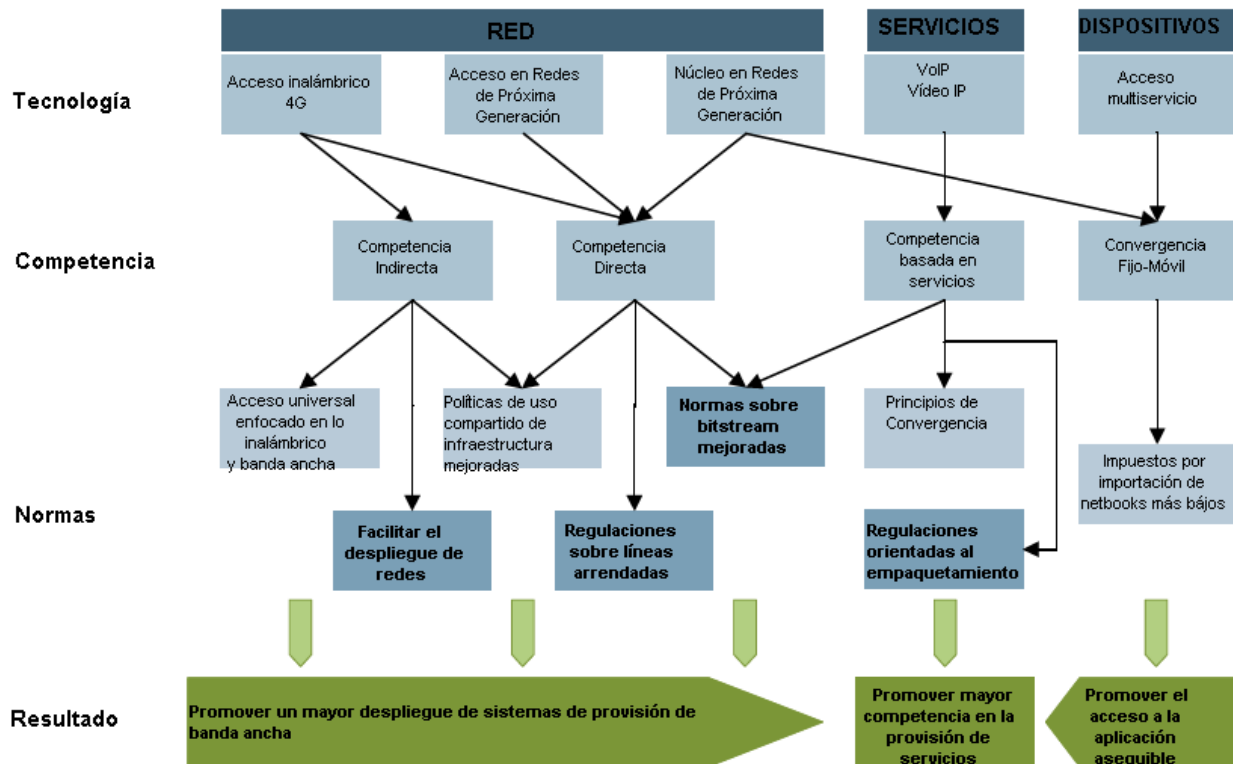 RED
SERVICIOS
DISPOSITIVOS
Tecnología
Acceso inalámbrico
4G
Acceso en Redes
de Próxima
Generación
Núcleo en Redes
de Próxima
Generación
VoIP
Vídeo IP
Acceso
multiservicio
Competencia
Competencia
Indirecta
Competencia
Directa
Competencia
basada en
servicios
Convergencia
Fijo-Móvil
Normas
Acceso universal
enfocado en lo
inalámbrico
y banda ancha
Políticas de uso
compartido de
infraestructura
mejoradas
Normas sobre
bitstream
mejoradas
Principios de
Convergencia
Impuestos por
importación de
netbooks más bájos
Facilitar el
despliegue de
redes
Regulaciones
sobre líneas
arrendadas
Regulaciones
orientadas al
empaquetamiento
Resultado
Promover un mayor despliegue de sistemas de provisión de
banda ancha
Promover mayor
competencia en la
provisión de
servicios
Promover el
acceso a la
aplicación
asequible